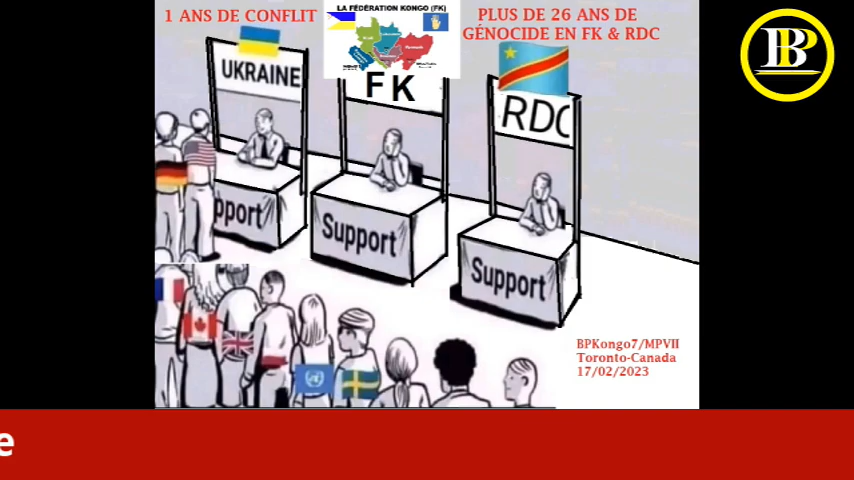 1 ANS DE CONFLIT
LA FÉDÉRATION KONGO (FK)
PLUS DE 26 ANS DE
GÉNOCIDE EN FK & RDC
BP
UKRAINE
FK
RDC
pport
Support
Support
BPKongo7/MPVII
Toronto-Canada
17/02/2023
e